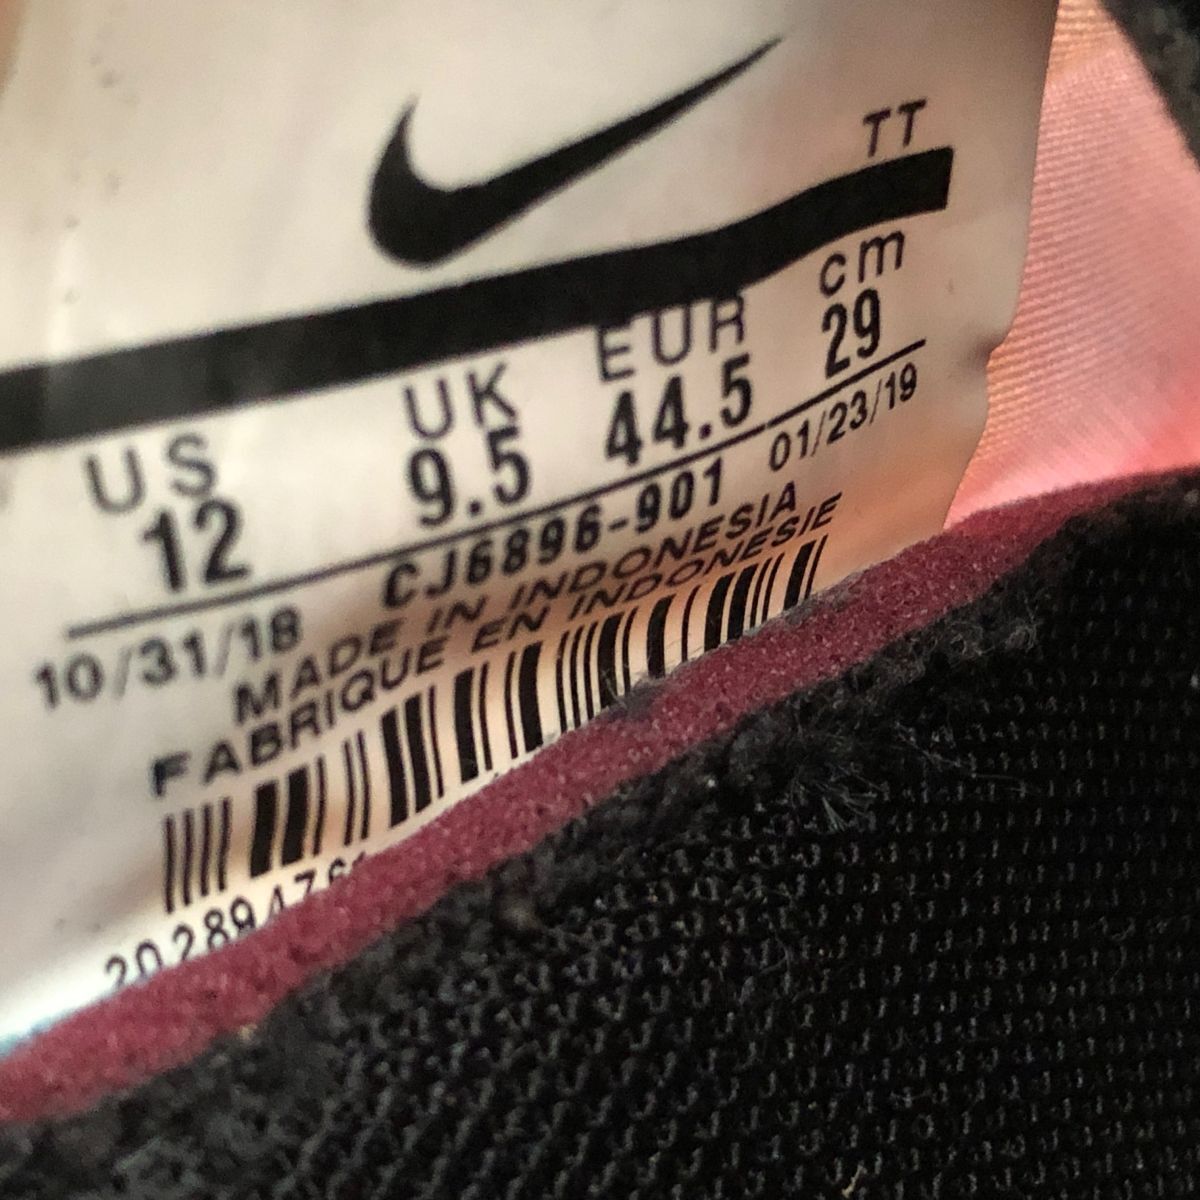 TT
US UK EUR cm
12 9.5 44.5 29
10/31/18 CJ6896-901 01/23/19
MADE IN INDONESIA
FABRIQUE EN INDONESIE